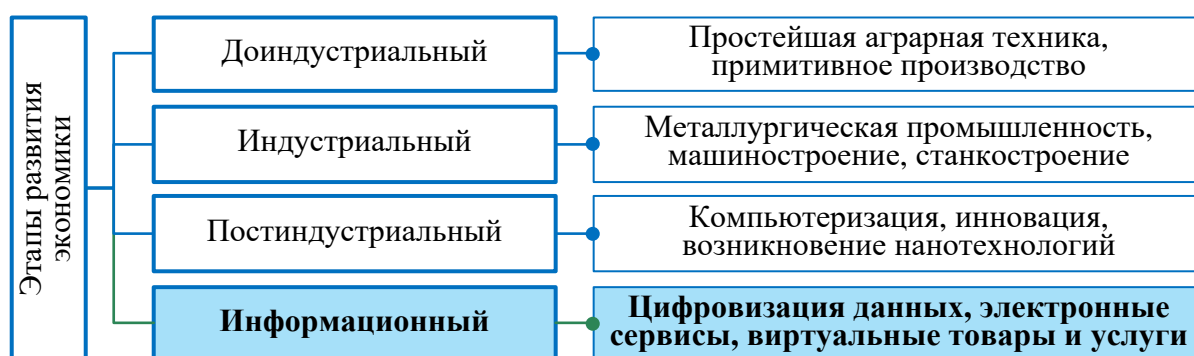 Этапы развития
экономики
Доиндустриальный
Простейшая аграрная техника,
примитивное производство
Индустриальный
Металлургическая промышленность,
машиностроение, станкостроение
Постиндустриальный
Компьютеризация, инновация,
возникновение нанотехнологий
Информационный
Цифровизация данных, электронные
сервисы, виртуальные товары и услуги